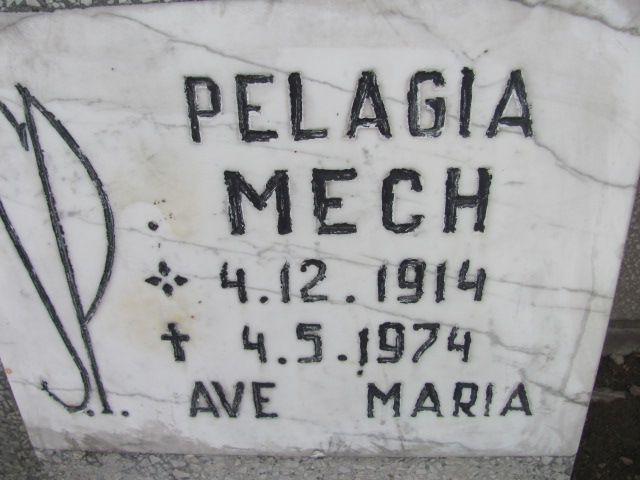 PELAGIA
MECH
4.12.1914
4.5.1974
AVE MARIA